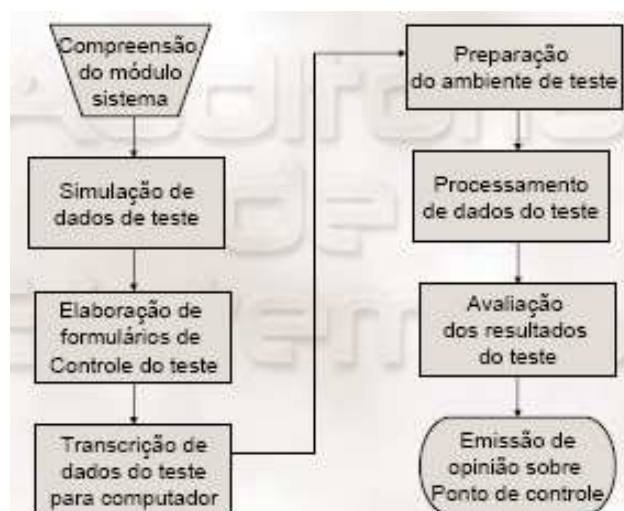 Compreensão
do módulo
sistema
Simulação de
dados de teste
Elaboração de
formulários de
Controle do teste
Transcrição de
dados do teste
para computador
Preparação
do ambiente de teste
Processamento
de dados do teste
Avaliação
dos resultados
do teste
Emissão de
opinião sobre
Ponto de controle